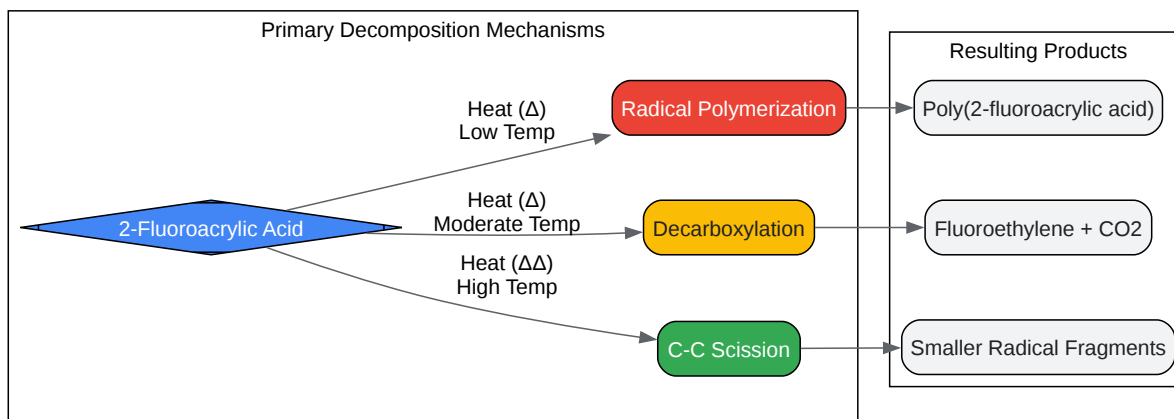 Primary Decomposition Mechanisms
Resulting Products
Heat (Δ)
Low Temp
Radical Polymerization
Poly(2-fluoroacrylic acid)
2-Fluoroacrylic Acid
Heat (Δ)
Moderate Temp
Decarboxylation
Fluoroethylene + CO2
Heat (ΔΔ)
High Temp
C-C Scission
Smaller Radical Fragments